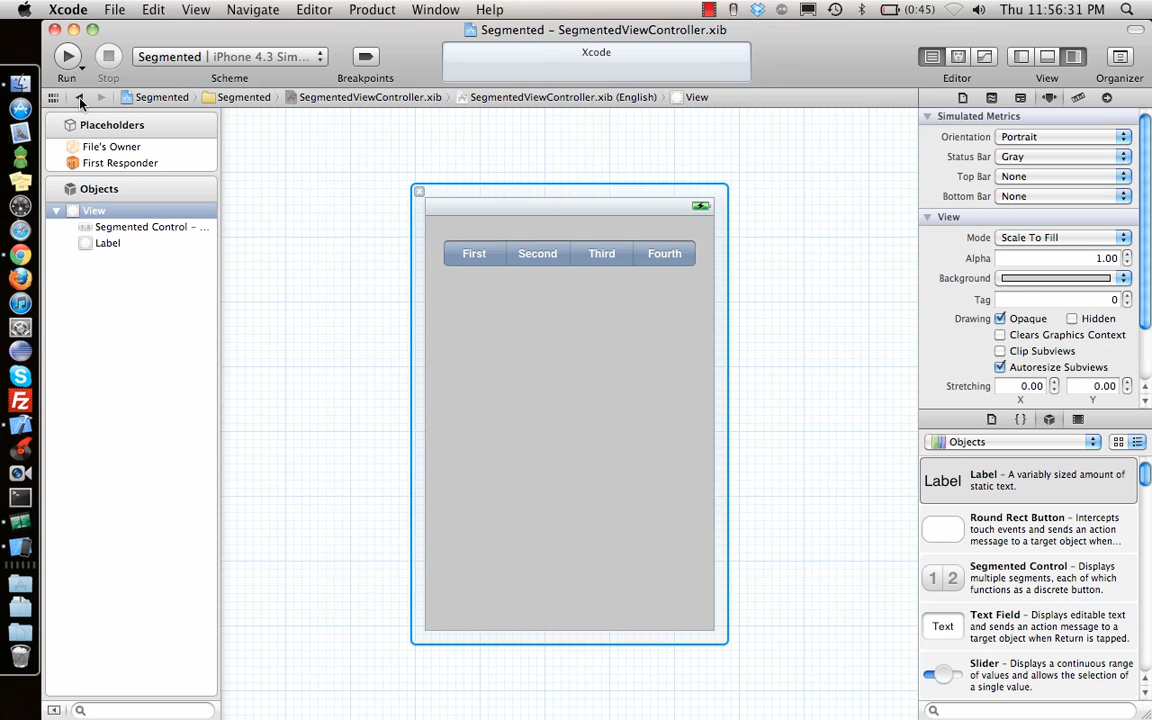 Xcode File Edit View Navigate Editor Product Window Help (0:45) Thu 11:56:31 PM
Segmented – SegmentedViewController.xib
Segmented | iPhone 4.3 Sim...
Xcode
Run Stop Scheme Breakpoints Editor View Organizer
Segmented Segmented SegmentedViewController.xib SegmentedViewController.xib (English) View
Placeholders
File's Owner
First Responder
Objects
View
Segmented Control – ...
Label
First Second Third Fourth
Simulated Metrics
Orientation Portrait
Status Bar Gray
Top Bar None
Bottom Bar None
View
Mode Scale To Fill
Alpha 1.00
Background
Tag 0
Drawing Opaque Hidden
Clears Graphics Context
Clip Subviews
Autoresize Subviews
Stretching 0.00 0.00
X Y
{}
Objects
Label
Label – A variably sized amount of
static text.
Round Rect Button – Intercepts
touch events and sends an action
message to a target object when...
1 2
Segmented Control – Displays
multiple segments, each of which
functions as a discrete button.
Text
Text Field – Displays editable text
and sends an action message to a
target object when Return is tapped.
Slider – Displays a continuous range
of values and allows the selection of
a single value.